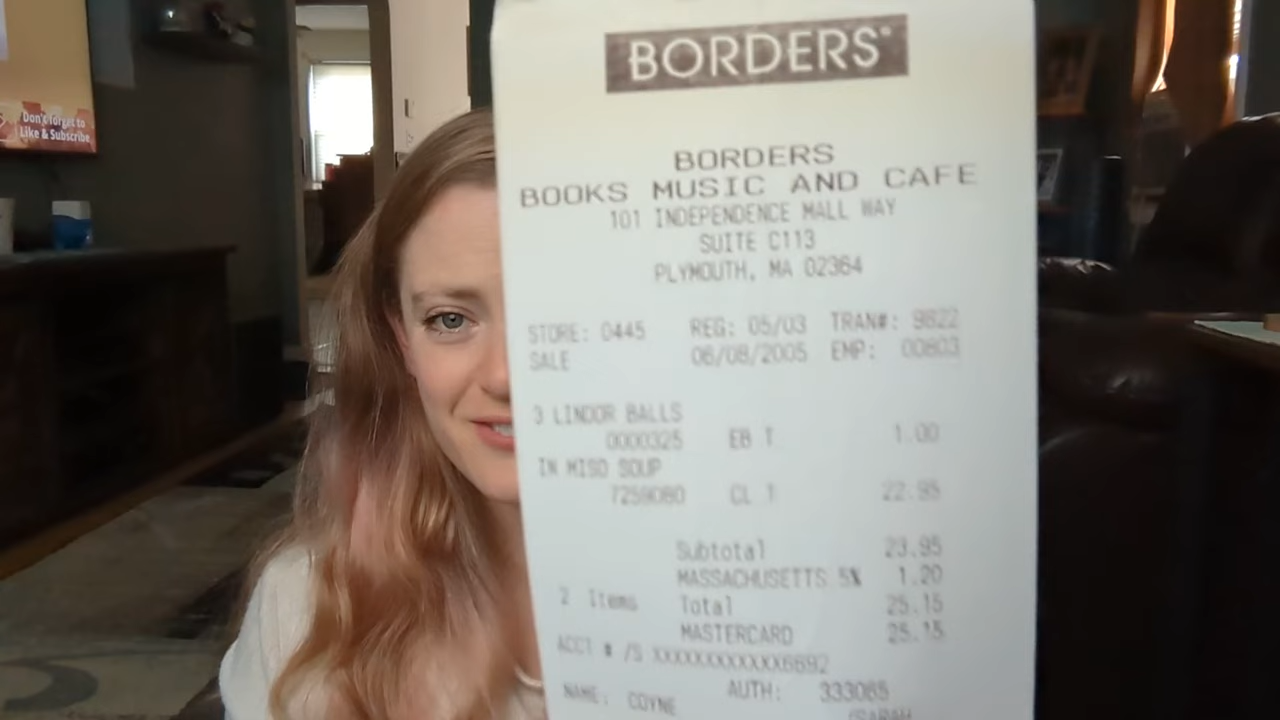 Don't forget to
Like & Subscribe
BORDERS
BORDERS
BOOKS MUSIC AND CAFE
101 INDEPENDENCE MALL WAY
SUITE C113
PLYMOUTH, MA 02364
STORE: 0445 REG: 05/03 TRAN#: 9822
SALE 06/08/2005 EMP: 00803
3 LINDOR BALLS
0000325 EB T 1.00
IN MISO SOUP
7259080 CL T 22.95
Subtotal 23.95
MASSACHUSETTS 5% 1.20
2 Items Total 25.15
MASTERCARD 25.15
ACCT # /S XXXXXXXXXXXX6892
AUTH: 333065
NAME: COYNE /SARAH